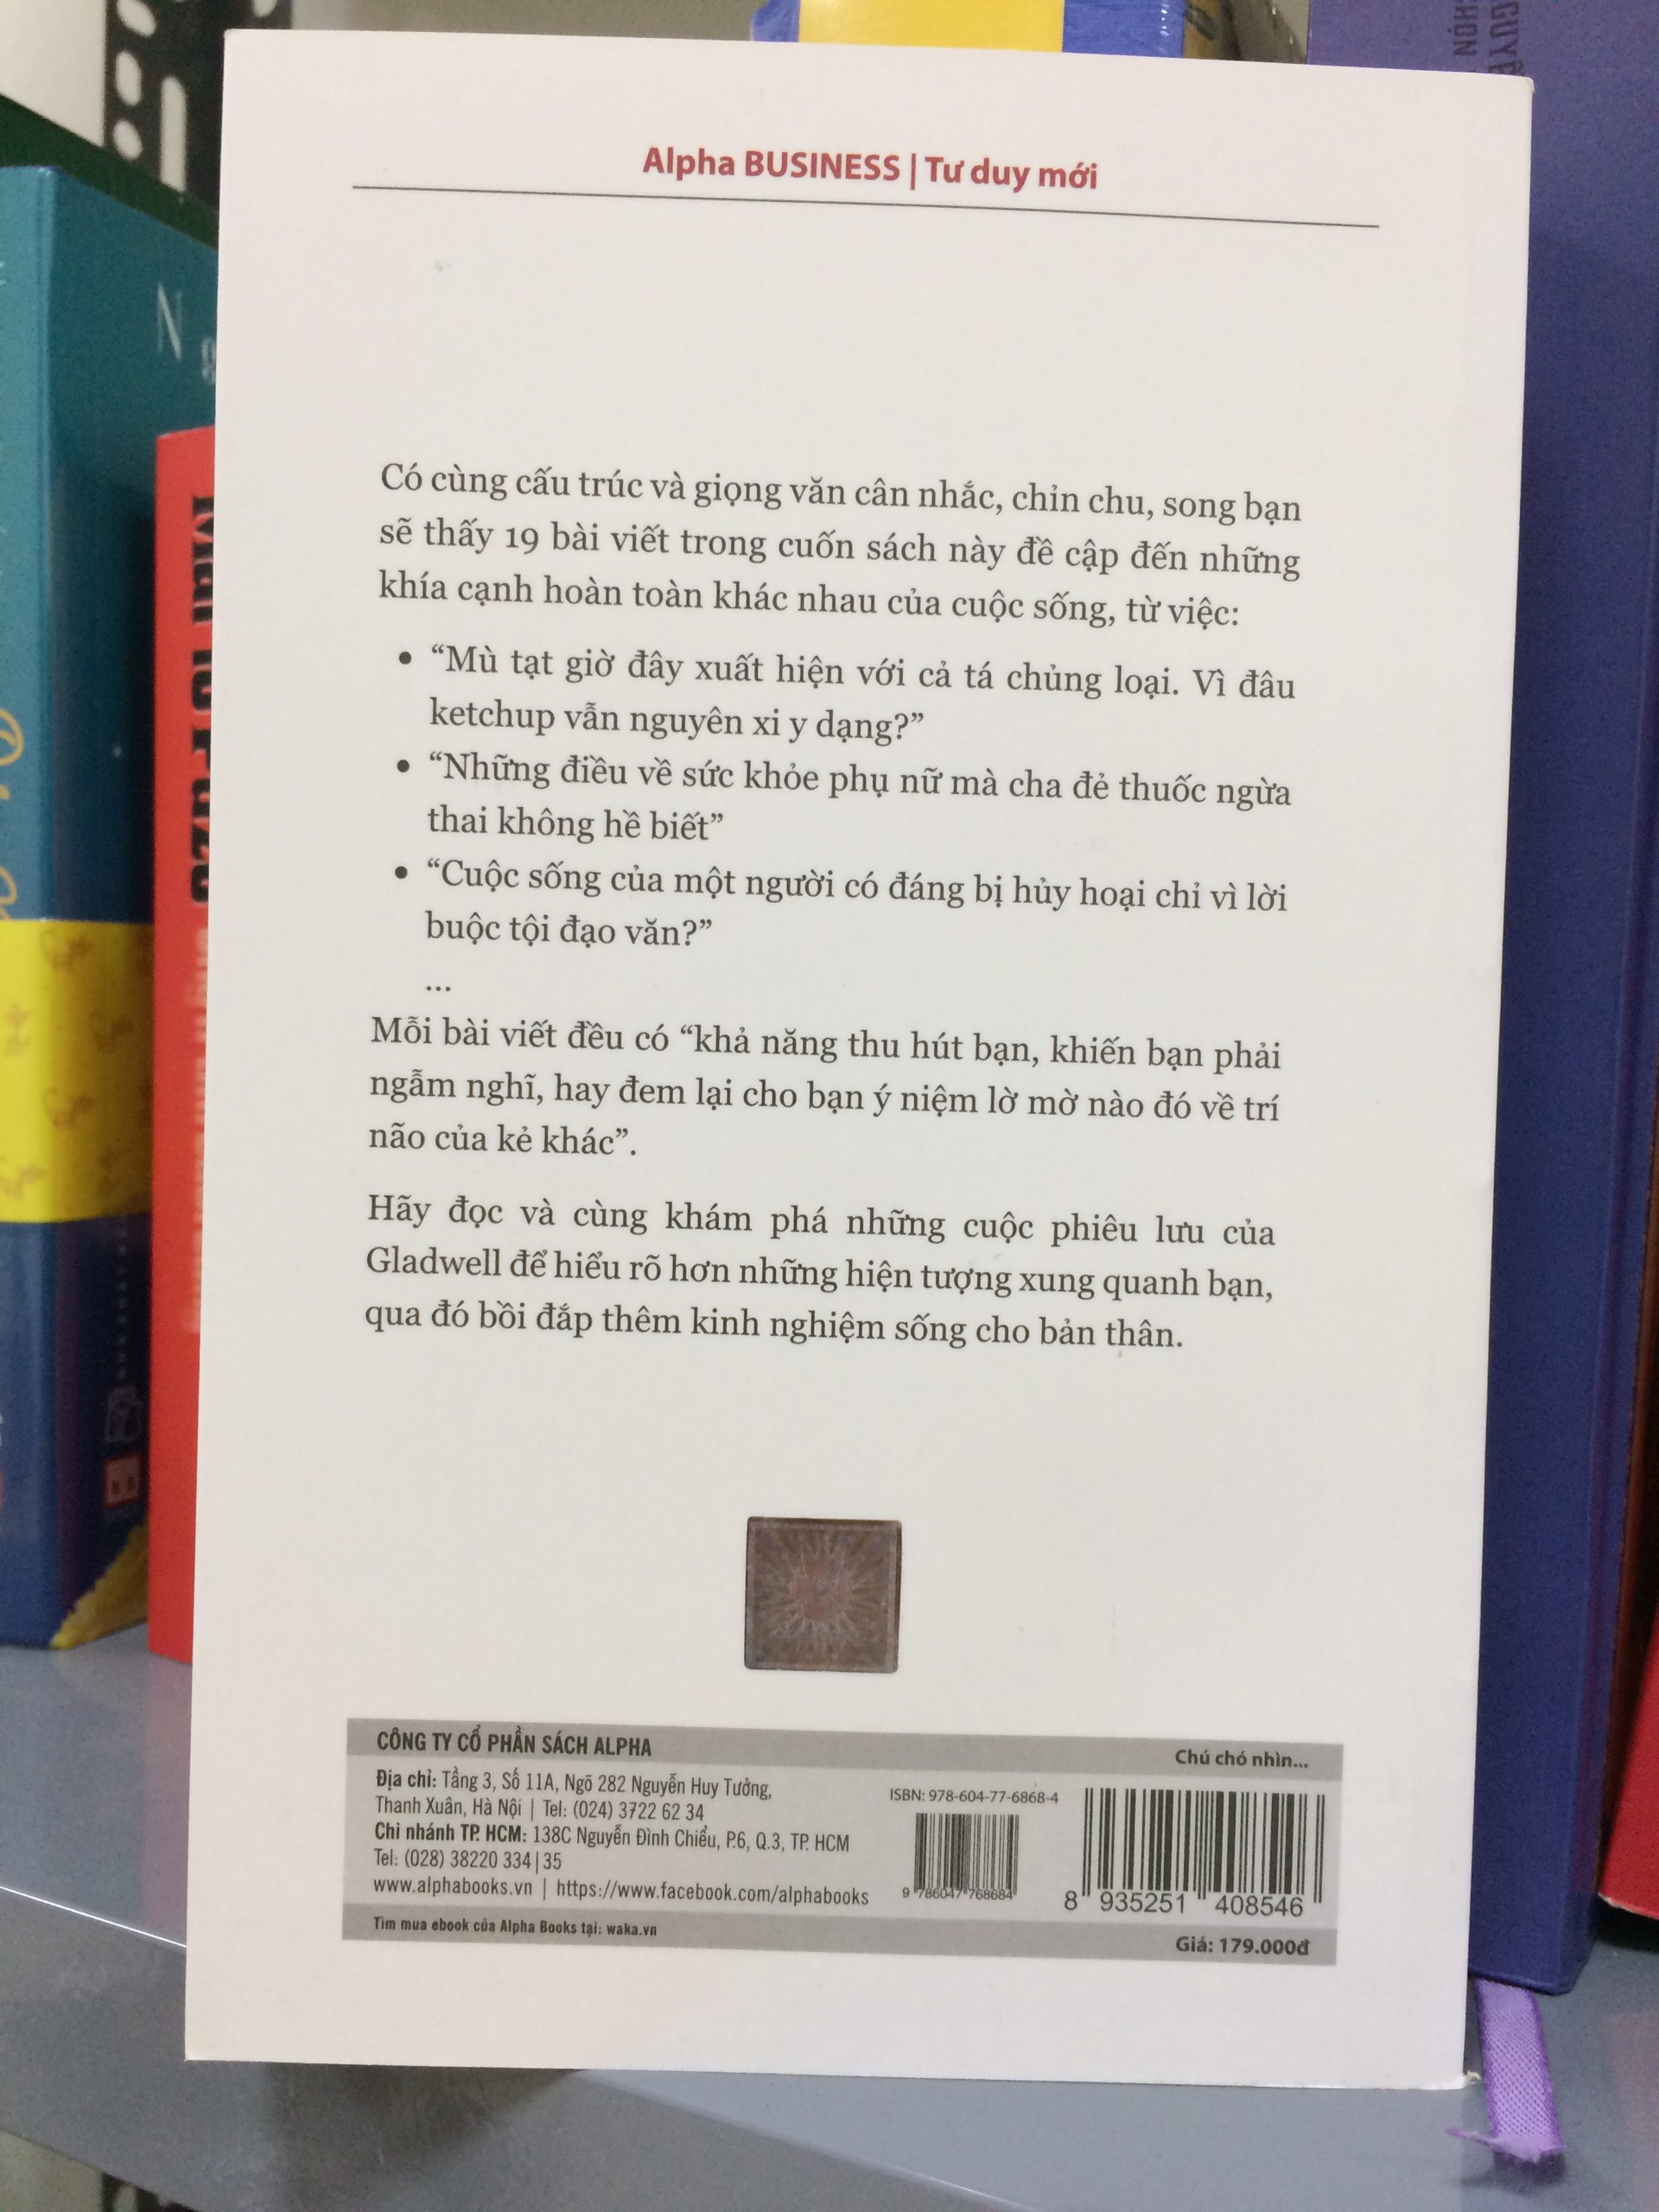 Alpha BUSINESS | Tư duy mới
Có cùng cấu trúc và giọng văn cân nhắc, chỉn chu, song bạn
sẽ thấy 19 bài viết trong cuốn sách này đề cập đến những
khía cạnh hoàn toàn khác nhau của cuộc sống, từ việc:
• “Mù tạt giờ đây xuất hiện với cả tá chủng loại. Vì đâu
ketchup vẫn nguyên xi y dạng?”
• “Những điều về sức khỏe phụ nữ mà cha đẻ thuốc ngừa
thai không hề biết”
• “Cuộc sống của một người có đáng bị hủy hoại chỉ vì lời
buộc tội đạo văn?”
...
Mỗi bài viết đều có “khả năng thu hút bạn, khiến bạn phải
ngẫm nghĩ, hay đem lại cho bạn ý niệm lờ mờ nào đó về trí
não của kẻ khác”.
Hãy đọc và cùng khám phá những cuộc phiêu lưu của
Gladwell để hiểu rõ hơn những hiện tượng xung quanh bạn,
qua đó bồi đắp thêm kinh nghiệm sống cho bản thân.
CÔNG TY CỔ PHẦN SÁCH ALPHA
Địa chỉ: Tầng 3, Số 11A, Ngõ 282 Nguyễn Huy Tưởng,
Thanh Xuân, Hà Nội | Tel: (024) 3722 62 34
Chi nhánh TP. HCM: 138C Nguyễn Đình Chiểu, P.6, Q.3, TP. HCM
Tel: (028) 38220 334|35
www.alphabooks.vn | https://www.facebook.com/alphabooks
Tìm mua ebook của Alpha Books tại: waka.vn
Chú chó nhìn...
ISBN: 978-604-77-6868-4
9 786047 768684
8 935251 408546
Giá: 179.000đ